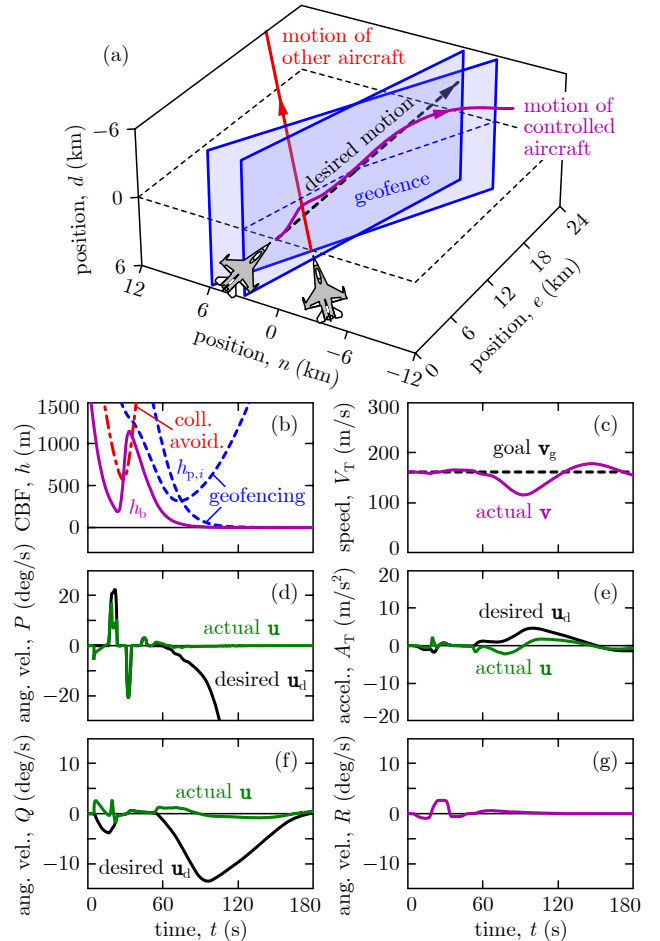 (a)
motion of
other aircraft
motion of
controlled
aircraft
desired motion
geofence
position, d (km)
−6
0
6
12
6
0
−6
−12
position, n (km)
0
6
12
18
24
position, e (km)
(b)
CBF, h (m)
1500
1000
500
0
coll.
avoid.
h_p,i
geofencing
h_b
(c)
speed, V_T (m/s)
300
150
0
goal v_g
actual v
(d)
ang. vel., P (deg/s)
20
0
−20
actual u
desired u_d
(e)
accel., A_T (m/s²)
20
10
0
−10
−20
desired u_d
actual u
(f)
ang. vel., Q (deg/s)
10
0
−10
actual u
desired u_d
0
60
120
180
time, t (s)
(g)
ang. vel., R (deg/s)
10
0
−10
0
60
120
180
time, t (s)